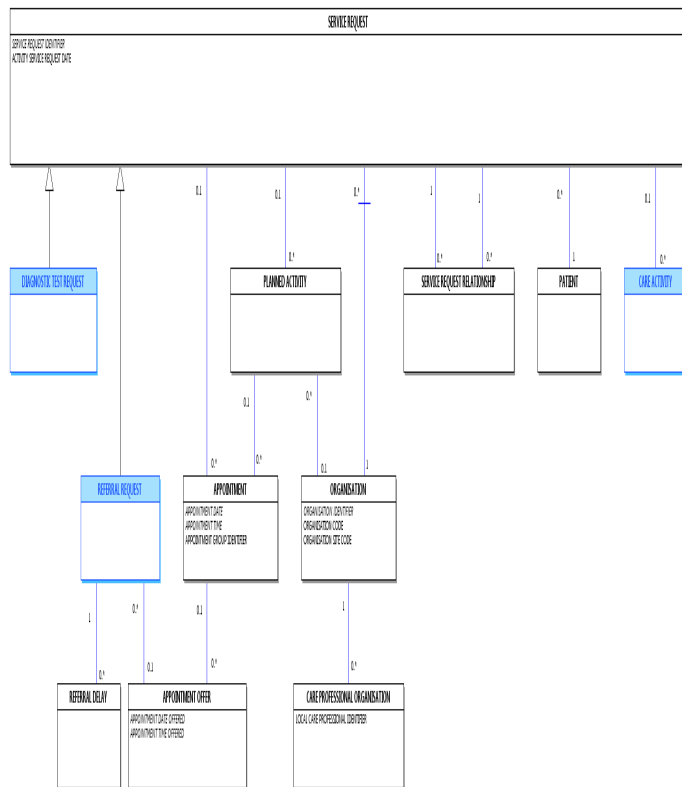 SERVICE REQUEST
SERVICE REQUEST IDENTIFIER
ACTIVITY SERVICE REQUEST DATE
0..1
0..1
0..*
1
1
0..*
0..1
0..*
0..*
0..*
1
0..*
DIAGNOSTIC TEST REQUEST
PLANNED ACTIVITY
SERVICE REQUEST RELATIONSHIP
PATIENT
CARE ACTIVITY
0..1
0..*
0..*
0..*
0..1
1
REFERRAL REQUEST
APPOINTMENT
ORGANISATION
APPOINTMENT DATE
APPOINTMENT TIME
APPOINTMENT GROUP IDENTIFIER
ORGANISATION IDENTIFIER
ORGANISATION CODE
ORGANISATION SITE CODE
1
0..*
0..1
1
0..*
0..1
0..*
0..*
REFERRAL DELAY
APPOINTMENT OFFER
CARE PROFESSIONAL ORGANISATION
APPOINTMENT DATE OFFERED
APPOINTMENT TIME OFFERED
LOCAL CARE PROFESSIONAL IDENTIFIER